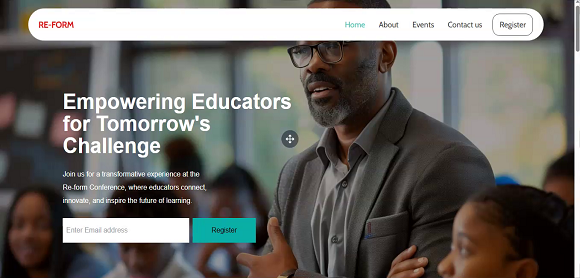 RE-FORM
Home About Events Contact us Register
Empowering Educators
for Tomorrow's
Challenge
Join us for a transformative experience at the
Re-form Conference, where educators connect,
innovate, and inspire the future of learning.
Enter Email address Register